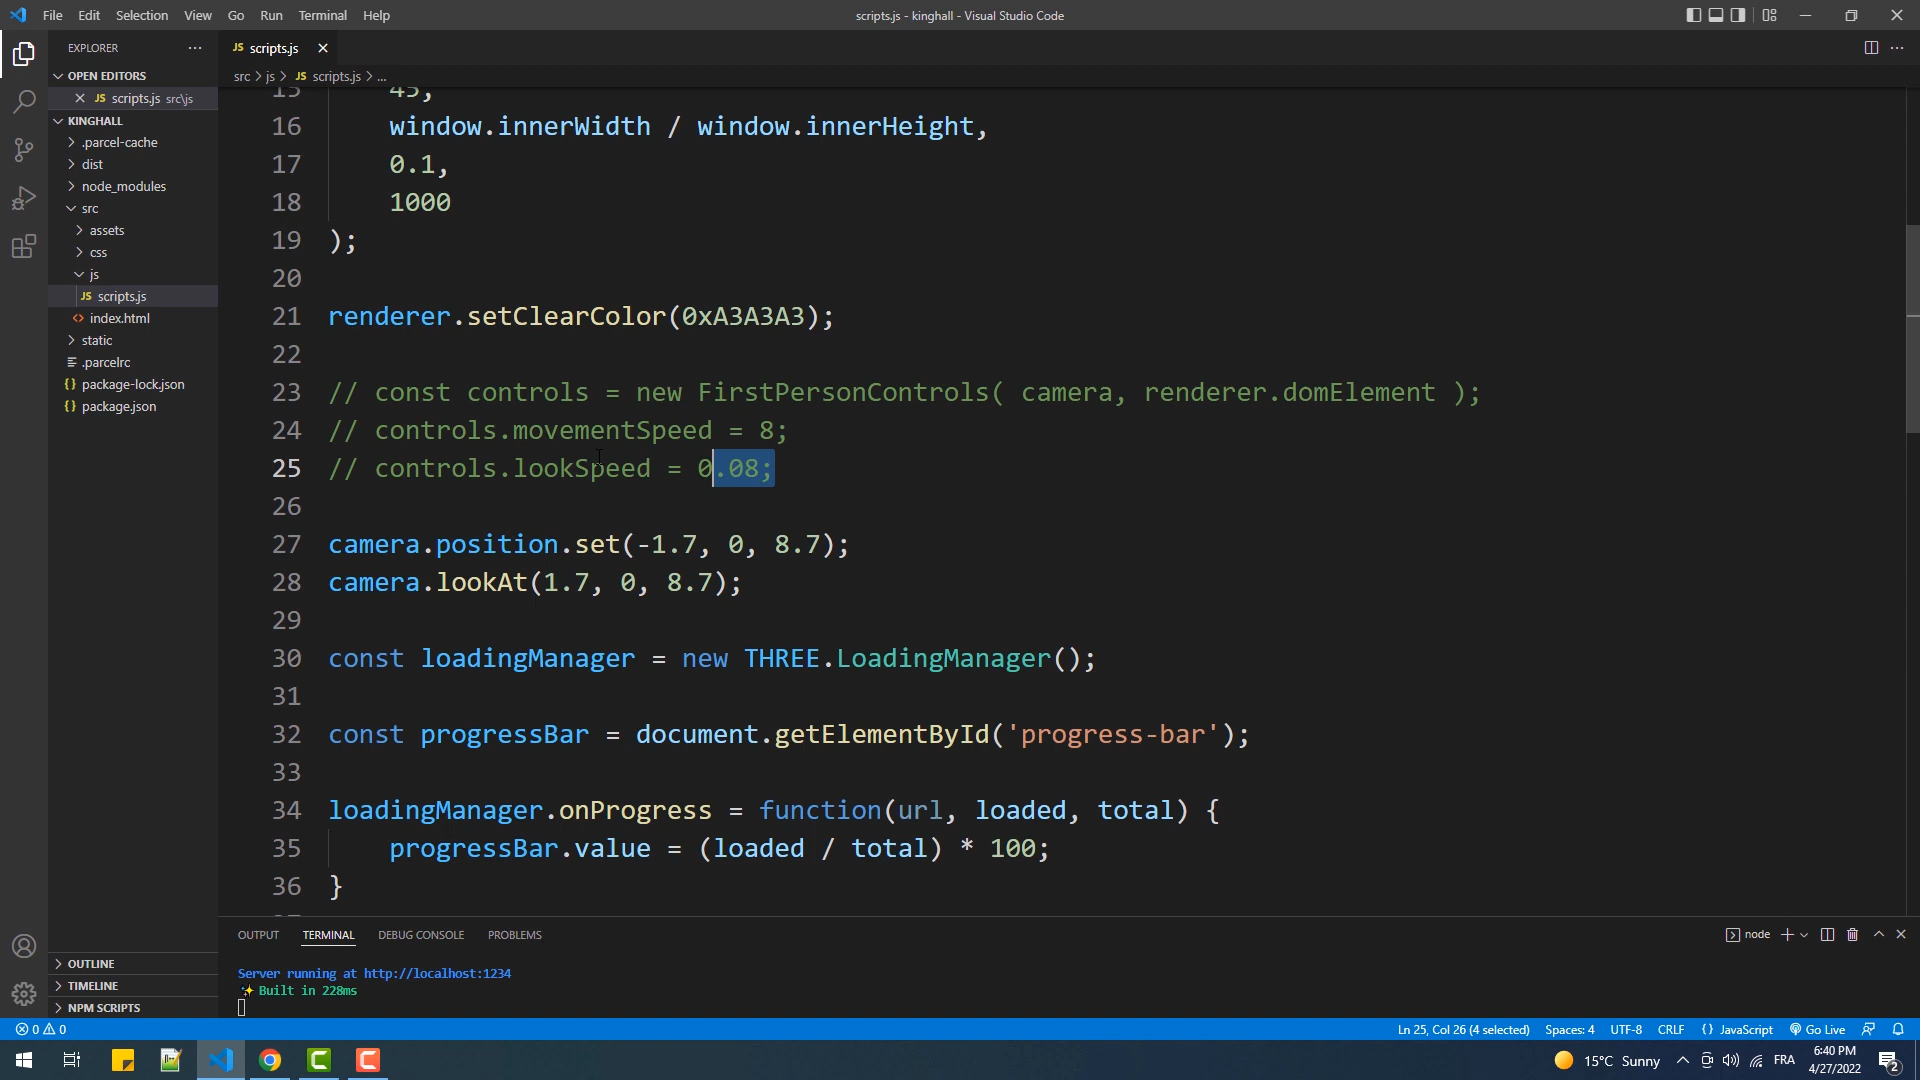 File Edit Selection View Go Run Terminal Help
scripts.js - kinghall - Visual Studio Code
EXPLORER
OPEN EDITORS
JS scripts.js src\js
KINGHALL
.parcel-cache
dist
node_modules
src
assets
css
js
JS scripts.js
<> index.html
static
.parcelrc
{} package-lock.json
{} package.json
OUTLINE
TIMELINE
NPM SCRIPTS
JS scripts.js
src > js > JS scripts.js > ...
15 45,
16 window.innerWidth / window.innerHeight,
17 0.1,
18 1000
19 );
20
21 renderer.setClearColor(0xA3A3A3);
22
23 // const controls = new FirstPersonControls( camera, renderer.domElement );
24 // controls.movementSpeed = 8;
25 // controls.lookSpeed = 0.08;
26
27 camera.position.set(-1.7, 0, 8.7);
28 camera.lookAt(1.7, 0, 8.7);
29
30 const loadingManager = new THREE.LoadingManager();
31
32 const progressBar = document.getElementById('progress-bar');
33
34 loadingManager.onProgress = function(url, loaded, total) {
35 progressBar.value = (loaded / total) * 100;
36 }
OUTPUT TERMINAL DEBUG CONSOLE PROBLEMS
node
Server running at http://localhost:1234
Built in 228ms
0 0
Ln 25, Col 26 (4 selected) Spaces: 4 UTF-8 CRLF {} JavaScript Go Live
15°C Sunny
FRA
6:40 PM
4/27/2022
2